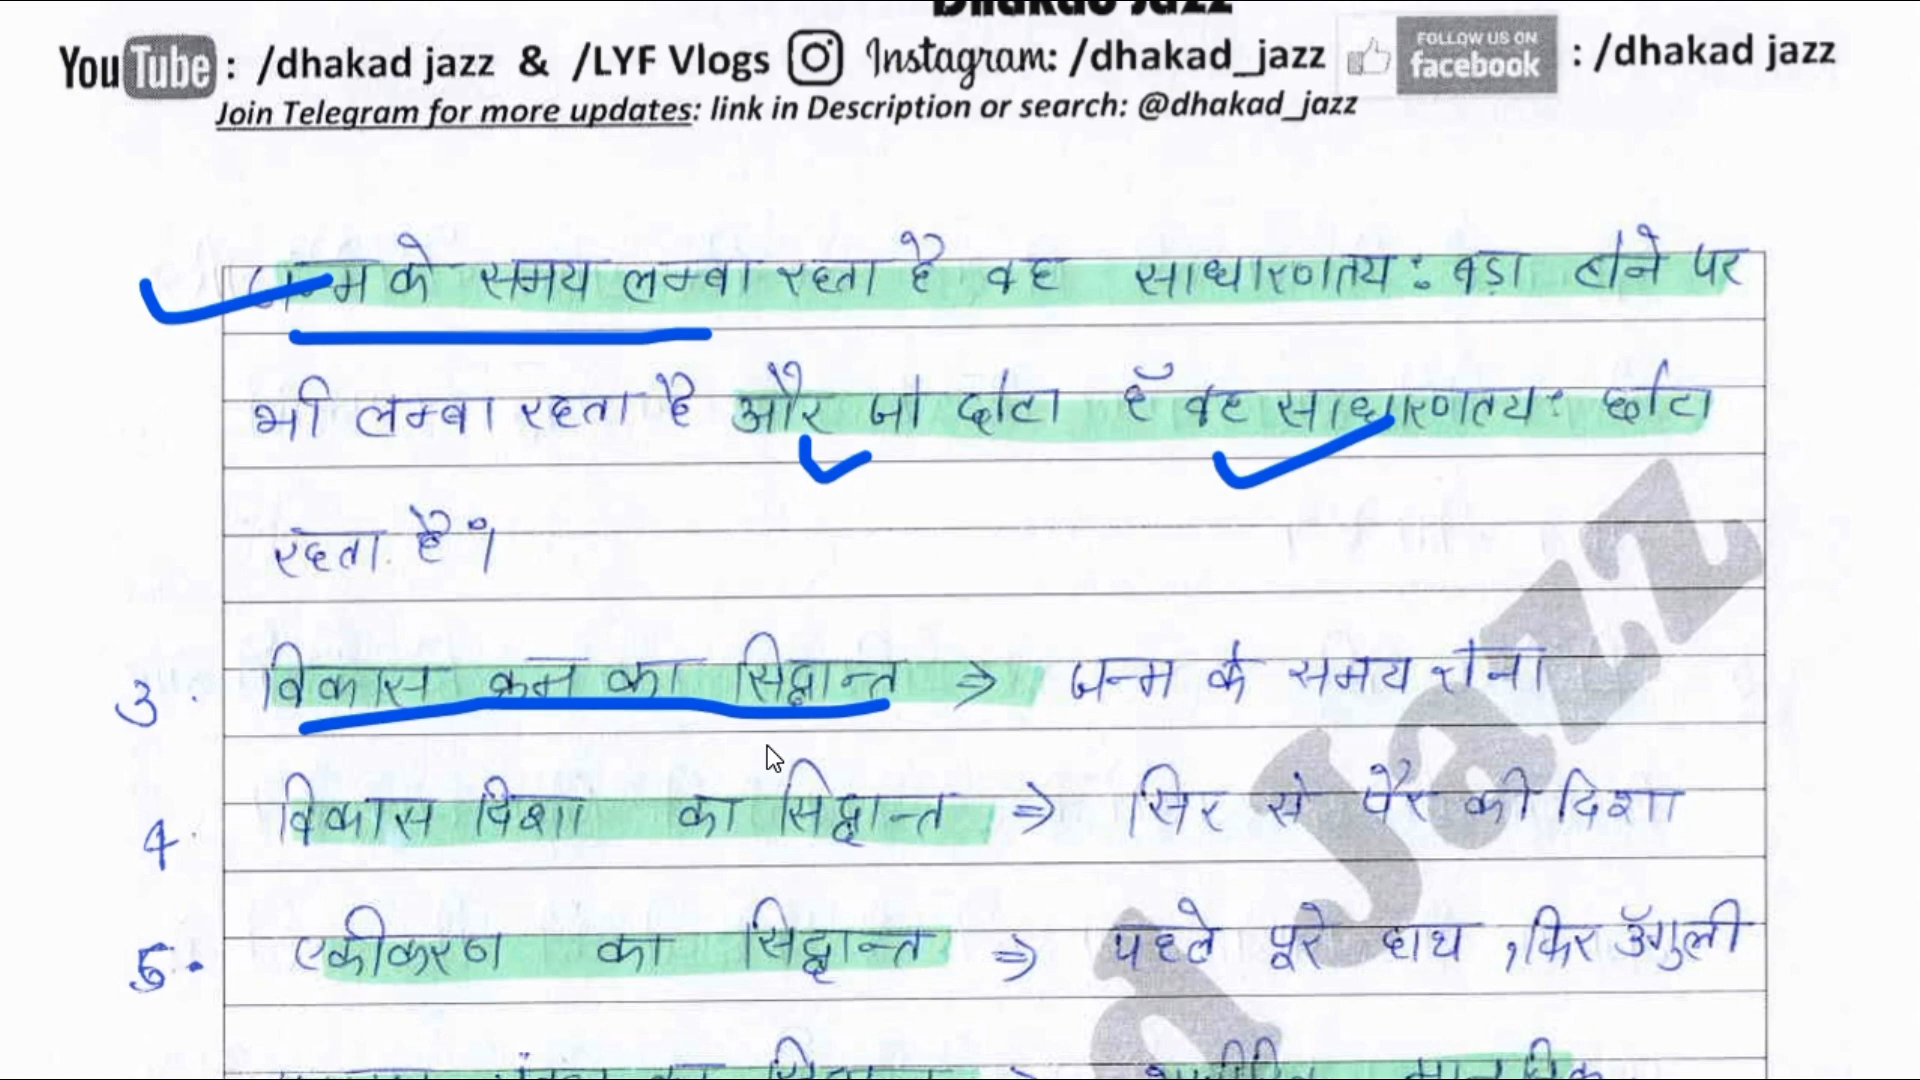 YouTube : /dhakad jazz & /LYF Vlogs Instagram: /dhakad_jazz FOLLOW US ON facebook : /dhakad jazz
Join Telegram for more updates: link in Description or search: @dhakad_jazz
जन्म के समय लम्बा रहता है वह साधारणतय: बड़ा होने पर
भी लम्बा रहता है और जो छोटा है वह साधारणतय: छोटा
रहता है।
3. विकास क्रम का सिद्धान्त ⇒ जन्म के समय रोना
4. विकास दिशा का सिद्धान्त ⇒ सिर से पैर की दिशा
5. एकीकरण का सिद्धान्त ⇒ पहले पूरे हाथ, फिर उँगुली
Jazz